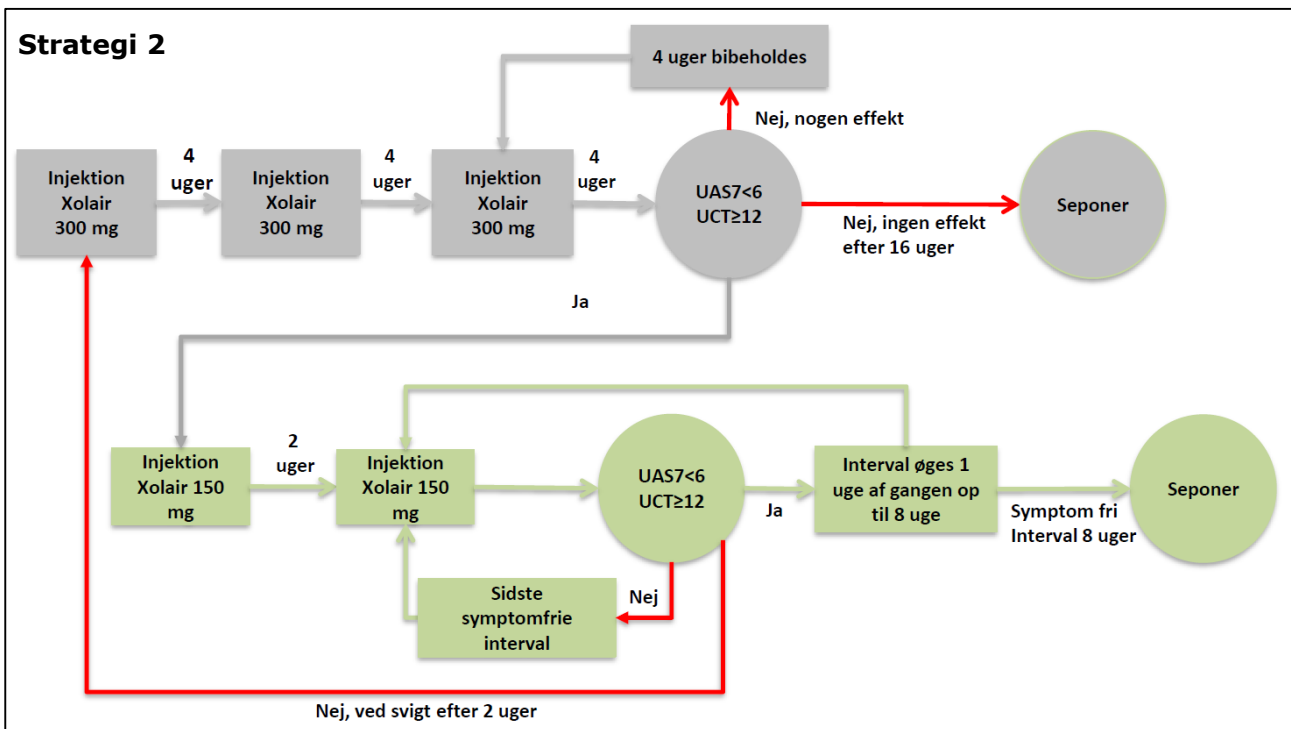 Strategi 2
4 uger bibeholdes
Nej, nogen effekt
Injektion
Xolair
300 mg
4
uger
Injektion
Xolair
300 mg
4
uger
Injektion
Xolair
300 mg
4
uger
UAS7<6
UCT≥12
Nej, ingen effekt
efter 16 uger
Seponer
Ja
Injektion
Xolair 150
mg
2
uger
Injektion
Xolair 150
mg
UAS7<6
UCT≥12
Ja
Interval øges 1
uge af gangen op
til 8 uge
Symptom fri
Interval 8 uger
Seponer
Nej
Sidste
symptomfrie
interval
Nej, ved svigt efter 2 uger